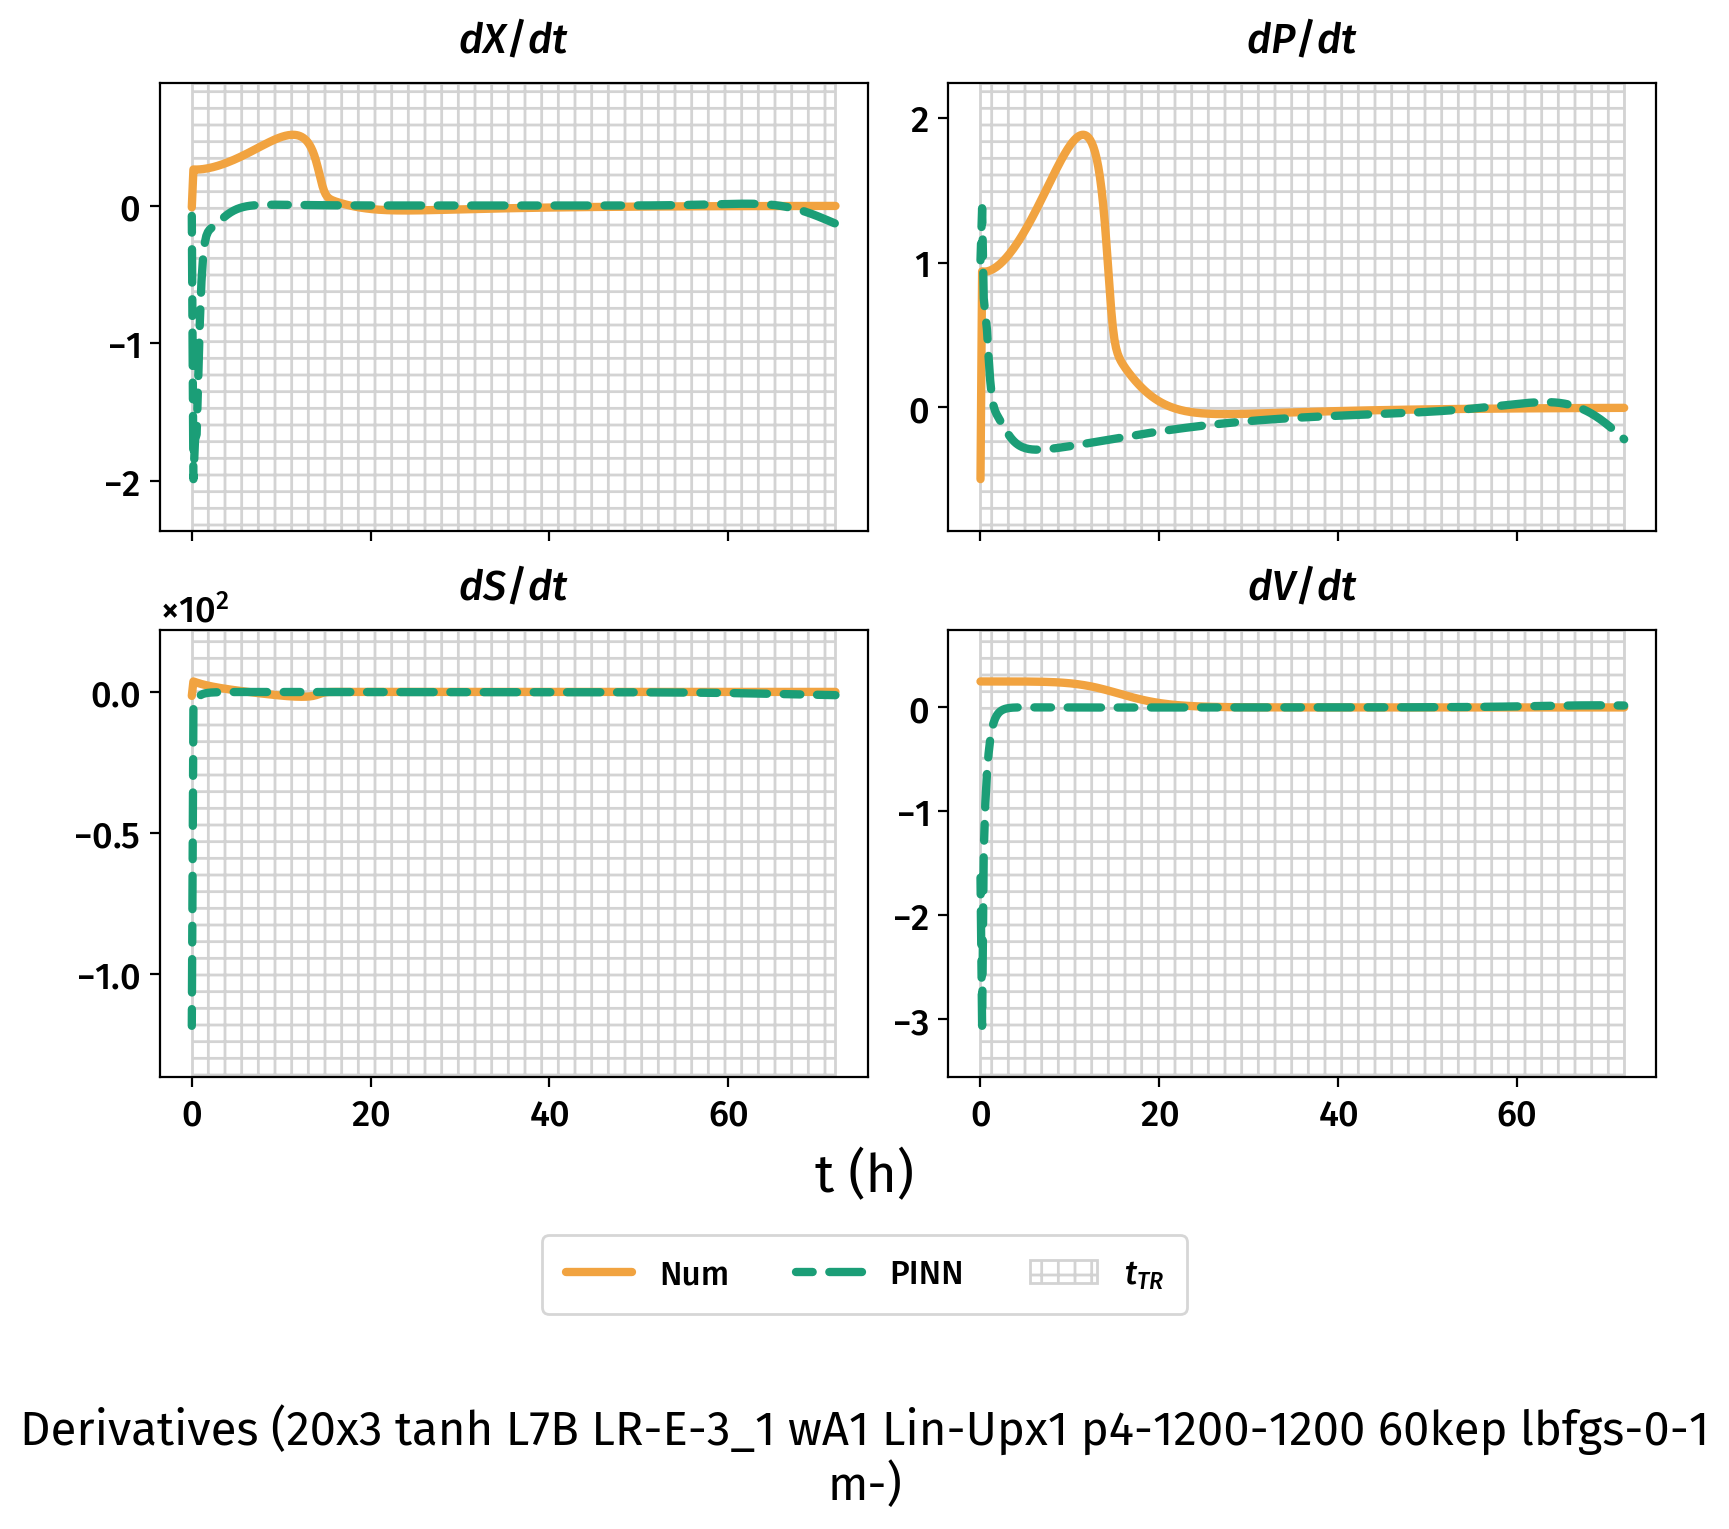 dX/dt
dP/dt
0
−1
−2
2
1
0
dS/dt
dV/dt
×10²
0.0
−0.5
−1.0
0
−1
−2
−3
0 20 40 60
0 20 40 60
t (h)
Num PINN t_TR
Derivatives (20x3 tanh L7B LR-E-3_1 wA1 Lin-Upx1 p4-1200-1200 60kep lbfgs-0-1
m-)